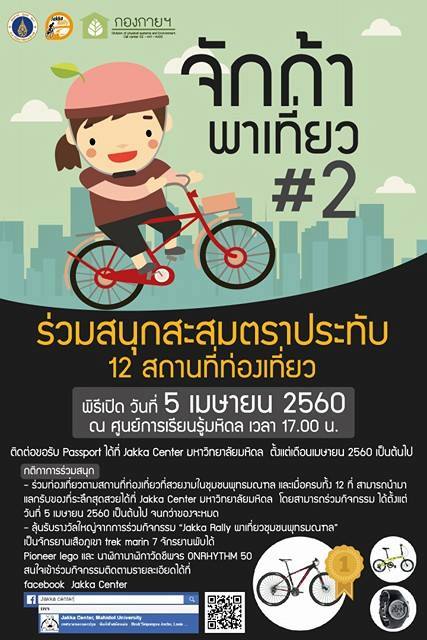 Jakka Rally
กองกายฯ
Division of physical systems and Environment
จักก้า
พาเที่ยว
#2
ร่วมสนุกสะสมตราประทับ
12 สถานที่ท่องเที่ยว
พิธีเปิด วันที่ 5 เมษายน 2560
ณ ศูนย์การเรียนรู้มหิดล เวลา 17.00 น.
ติดต่อขอรับ Passport ได้ที่ Jakka Center มหาวิทยาลัยมหิดล ตั้งแต่เดือนเมษายน 2560 เป็นต้นไป
กติกาการร่วมสนุก
- ร่วมท่องเที่ยวตามสถานที่ท่องเที่ยวที่สวยงามในชุมชนพุทธมณฑล และเมื่อครบทั้ง 12 ที่ สามารถนำมา
แลกรับของที่ระลึกสุดสวยได้ที่ Jakka Center มหาวิทยาลัยมหิดล โดยสามารถร่วมกิจกรรม ได้ตั้งแต่
วันที่ 5 เมษายน 2560 เป็นต้นไป จนกว่าของจะหมด
- ลุ้นรับรางวัลใหญ่จากการร่วมกิจกรรม “Jakka Rally พาเที่ยวชุมชนพุทธมณฑล”
เป็นจักรยานเสือภูเขา trek marin 7 จักรยานพับได้
Pioneer lego และ นาฬิกานาฬิกาวัดชีพจร ONRHYTHM 50
สนใจเข้าร่วมกิจกรรมติดตามรายละเอียดได้ที่
facebook Jakka Center
Jakka center
Jakka Center, Mahidol University
1